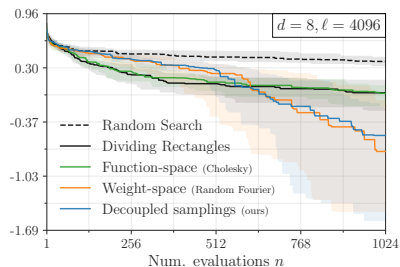 0.96
d = 8, ℓ = 4096
0.30
-0.37
Random Search
Dividing Rectangles
Function-space (Cholesky)
-1.03
Weight-space (Random Fourier)
Decoupled samplings (ours)
-1.69
1 256 512 768 1024
Num. evaluations n